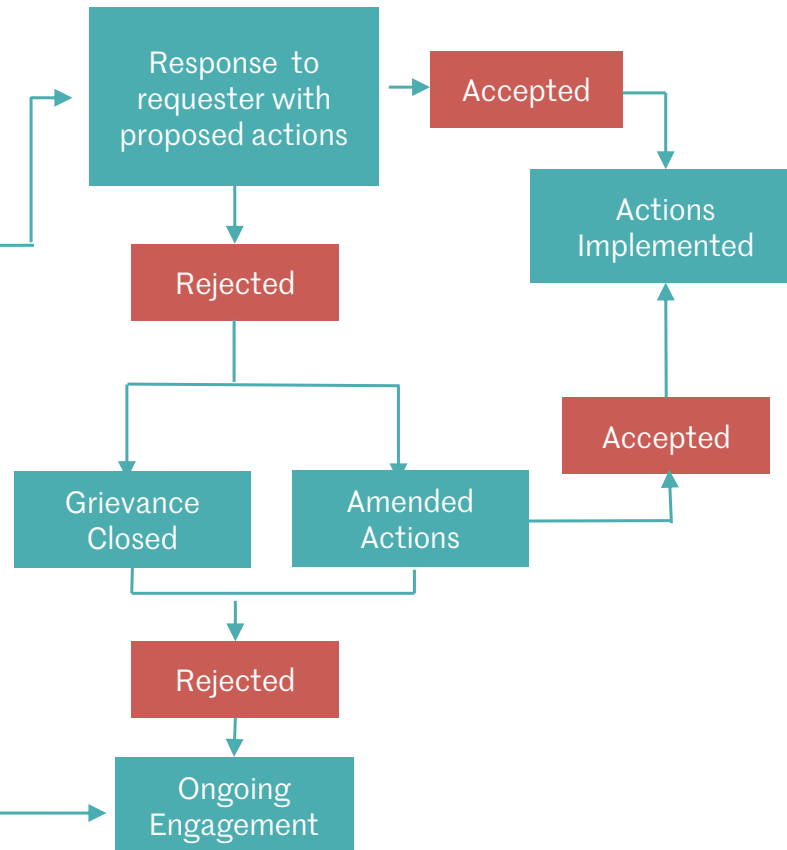 Response to
requester with
proposed actions
Accepted
Actions
Implemented
Rejected
Accepted
Grievance
Closed
Amended
Actions
Rejected
Ongoing
Engagement